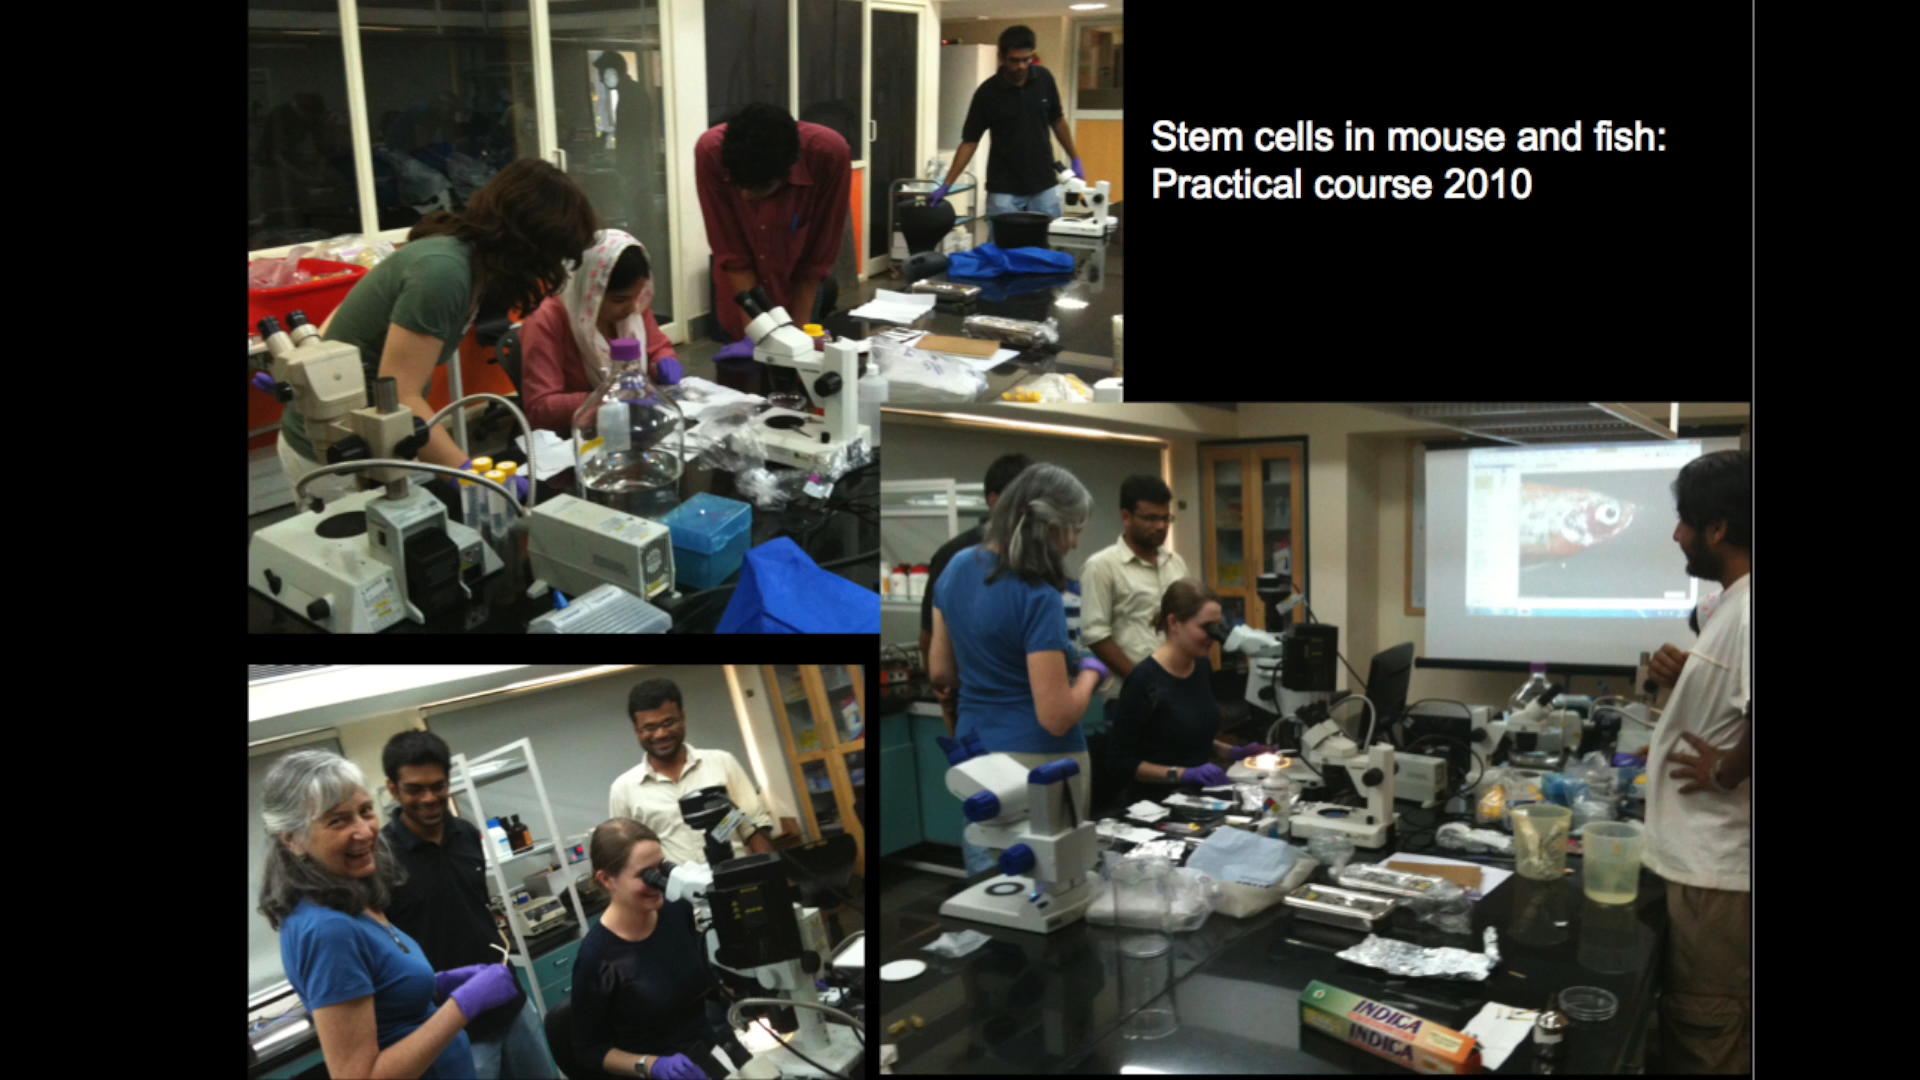 Stem cells in mouse and fish:
Practical course 2010
INDICA
INDICA